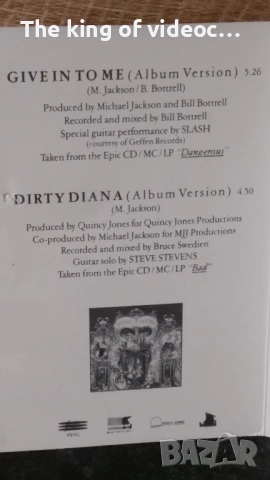 The king of videoc ...™
GIVE IN TO ME (Album Version) 5.26
(M. Jackson/B. Bottrell)
Produced by Michael Jackson and Bill Bottrell
Recorded and mixed by Bill Bottrell
Special guitar performance by SLASH
(courtesy of Geffen Records)
Taken from the Epic CD/MC/LP "Dangerous"
DIRTY DIANA (Album Version) 4.50
(M. Jackson)
Produced by Quincy Jones for Quincy Jones Productions
Co-produced by Michael Jackson for MJJ Productions
Recorded and mixed by Bruce Swedien
Guitar solo by STEVE STEVENS
Taken from the Epic CD/MC/LP "Bad"
BAZAR